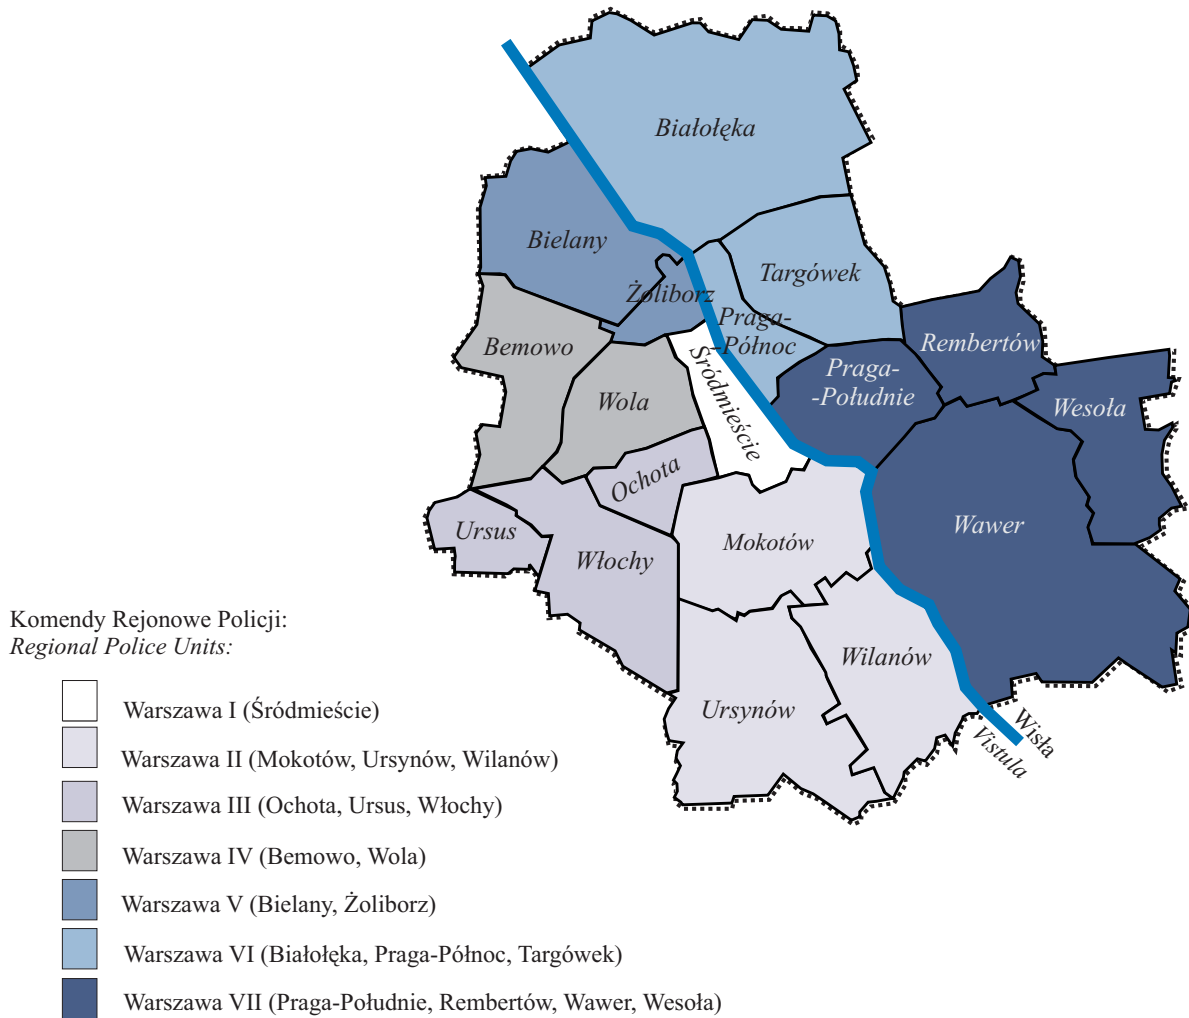 Białołęka
Bielany
Targówek
Żoliborz
Praga-
-Północ
Rembertów
Bemowo
Śródmieście
Praga-
-Południe
Wola
Wesoła
Ochota
Ursus
Włochy
Mokotów
Wawer
Wilanów
Ursynów
Wisła
Vistula
Komendy Rejonowe Policji:
Regional Police Units:
Warszawa I (Śródmieście)
Warszawa II (Mokotów, Ursynów, Wilanów)
Warszawa III (Ochota, Ursus, Włochy)
Warszawa IV (Bemowo, Wola)
Warszawa V (Bielany, Żoliborz)
Warszawa VI (Białołęka, Praga-Północ, Targówek)
Warszawa VII (Praga-Południe, Rembertów, Wawer, Wesoła)